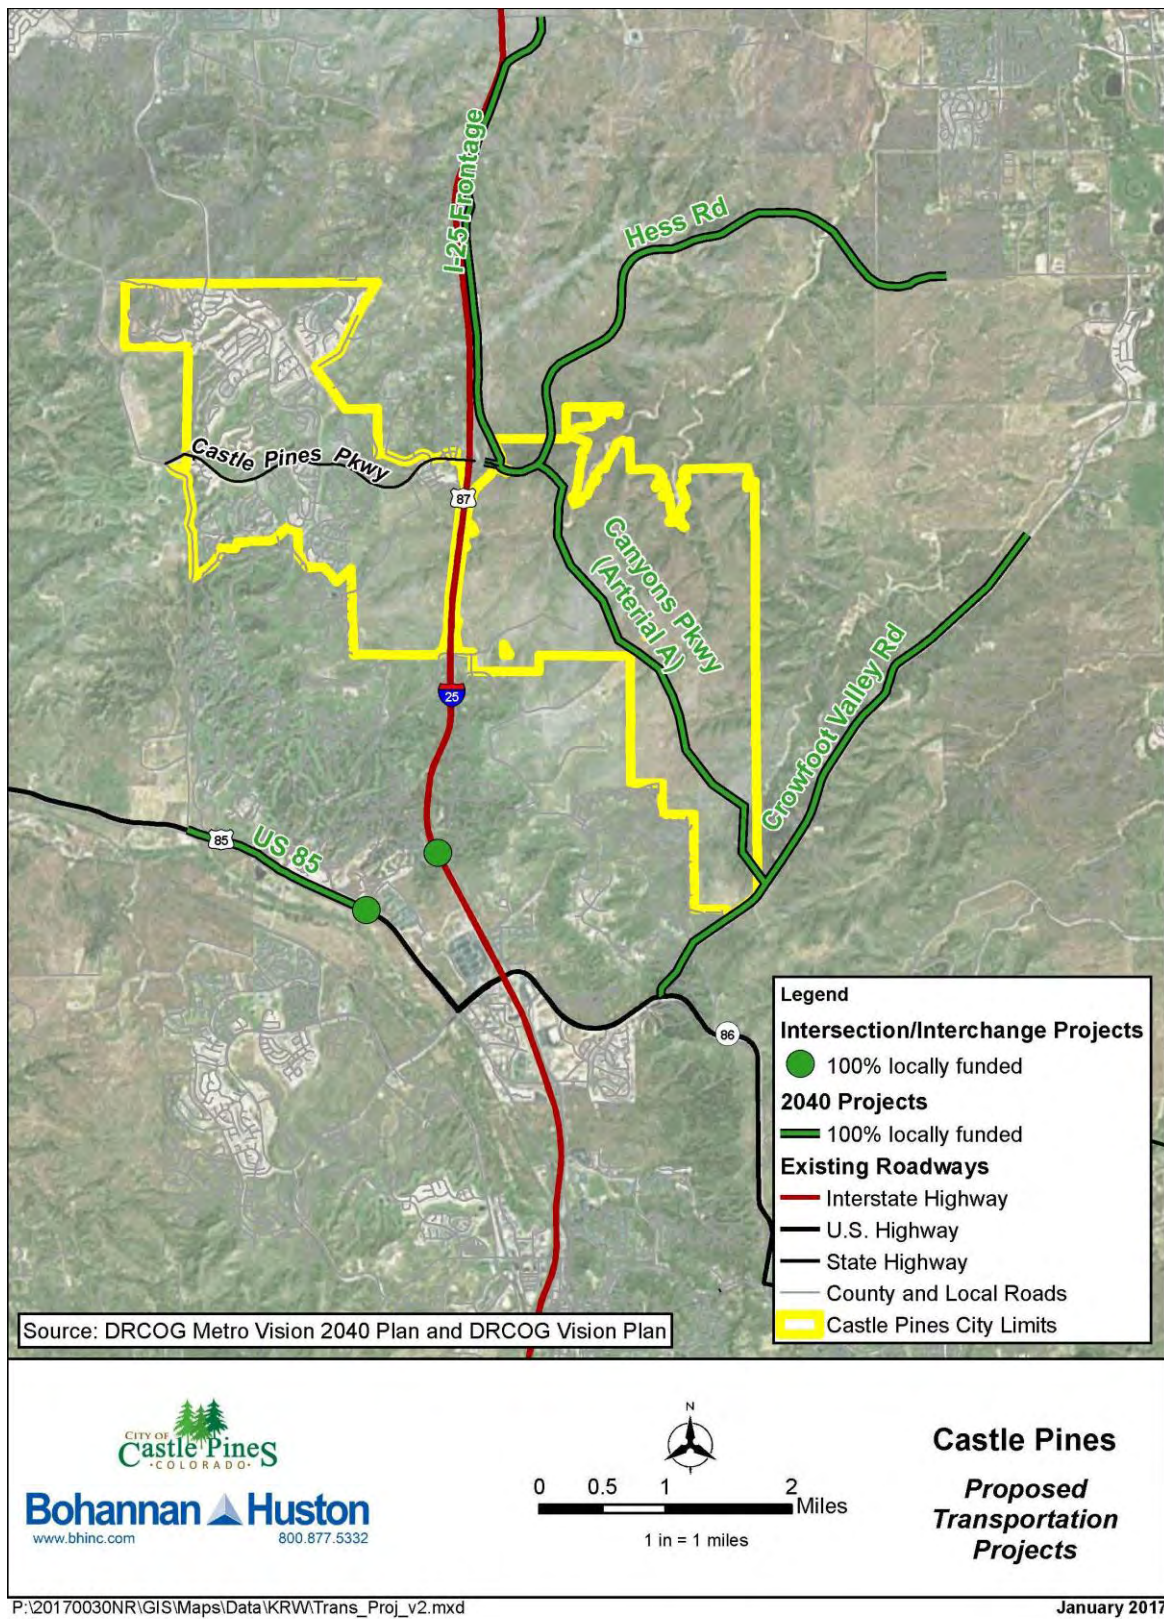 I-25 Frontage
Hess Rd
Castle Pines Pkwy
87
Canyons Pkwy
(Arterial A)
Crowfoot Valley Rd
25
85
US 85
86
Legend
Intersection/Interchange Projects
100% locally funded
2040 Projects
100% locally funded
Existing Roadways
Interstate Highway
U.S. Highway
State Highway
County and Local Roads
Castle Pines City Limits
Source: DRCOG Metro Vision 2040 Plan and DRCOG Vision Plan
CITY OF
Castle Pines
·COLORADO·
Bohannan Huston
www.bhinc.com 800.877.5332
N
0 0.5 1 2
Miles
1 in = 1 miles
Castle Pines
Proposed
Transportation
Projects
P:\20170030NR\GIS\Maps\Data\KRW\Trans_Proj_v2.mxd
January 2017